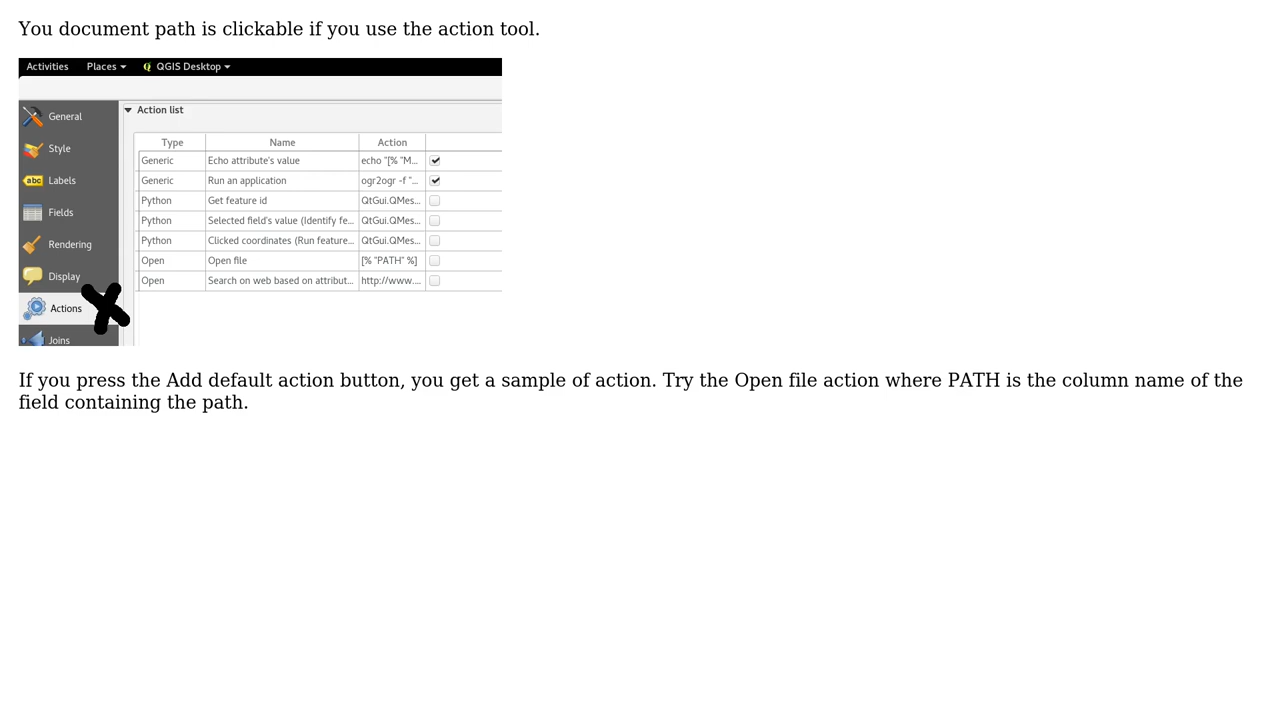 You document path is clickable if you use the action tool.
Activities Places QGIS Desktop
Action list
General
Style
Labels
Fields
Rendering
Display
Actions
Joins
abc
Type Name Action
Generic Echo attribute's value echo "[% "M...
Generic Run an application ogr2ogr -f "...
Python Get feature id QtGui.QMes...
Python Selected field's value (Identify fe... QtGui.QMes...
Python Clicked coordinates (Run feature... QtGui.QMes...
Open Open file [% "PATH" %]
Open Search on web based on attribut... http://www....
If you press the Add default action button, you get a sample of action. Try the Open file action where PATH is the column name of the
field containing the path.